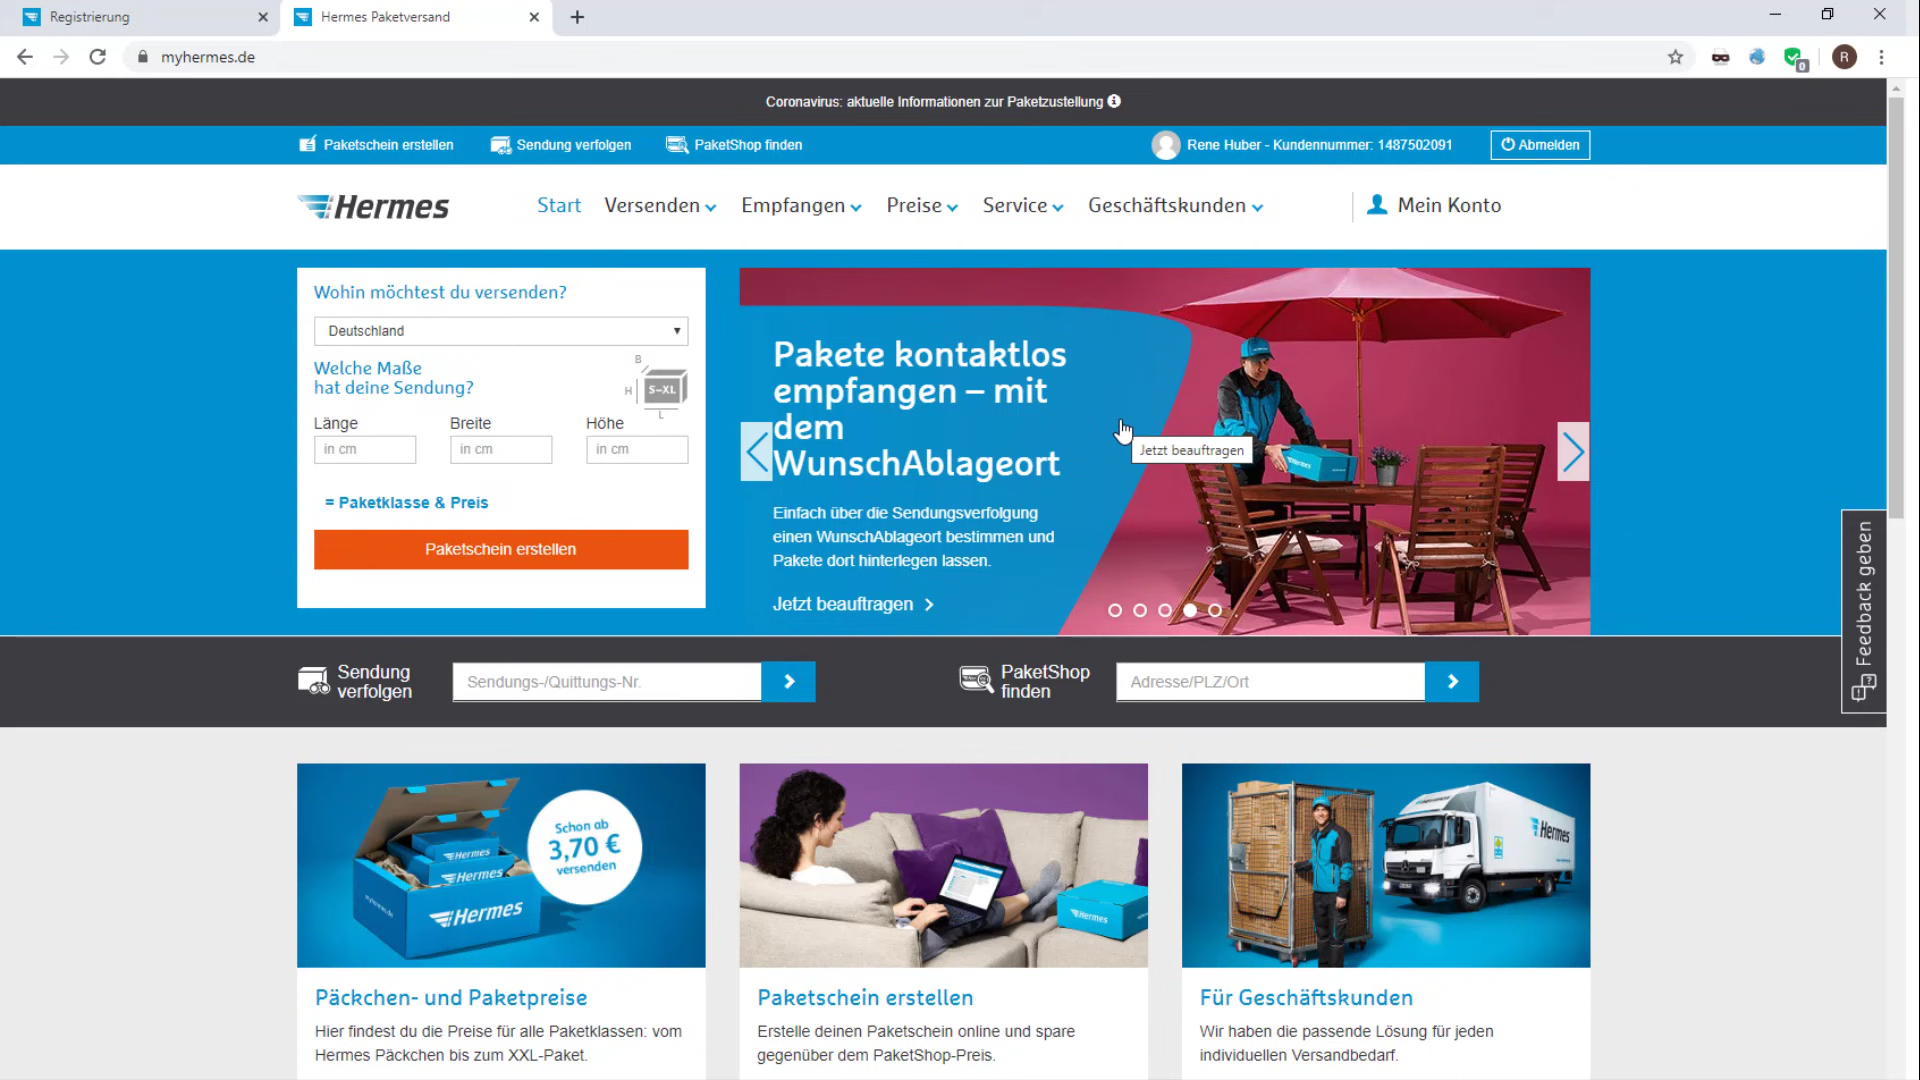 Registrierung
Hermes Paketversand
myhermes.de
0
R
Coronavirus: aktuelle Informationen zur Paketzustellung
Paketschein erstellen
Sendung verfolgen
PaketShop finden
Rene Huber - Kundennummer: 1487502091
Abmelden
Hermes
Start
Versenden
Empfangen
Preise
Service
Geschäftskunden
Mein Konto
Wohin möchtest du versenden?
Deutschland
Welche Maße
hat deine Sendung?
B
H
S–XL
L
Länge
Breite
Höhe
in cm
in cm
in cm
= Paketklasse & Preis
Paketschein erstellen
Pakete kontaktlos
empfangen – mit
dem
WunschAblageort
Einfach über die Sendungsverfolgung
einen WunschAblageort bestimmen und
Pakete dort hinterlegen lassen.
Jetzt beauftragen
Jetzt beauftragen
Feedback geben
Sendung
verfolgen
Sendungs-/Quittungs-Nr.
PaketShop
finden
Adresse/PLZ/Ort
Schon ab
3,70 €
versenden
Hermes
Hermes
Hermes
Hermes
Hermes
Päckchen- und Paketpreise
Hier findest du die Preise für alle Paketklassen: vom
Hermes Päckchen bis zum XXL-Paket.
Paketschein erstellen
Erstelle deinen Paketschein online und spare
gegenüber dem PaketShop-Preis.
Für Geschäftskunden
Wir haben die passende Lösung für jeden
individuellen Versandbedarf.